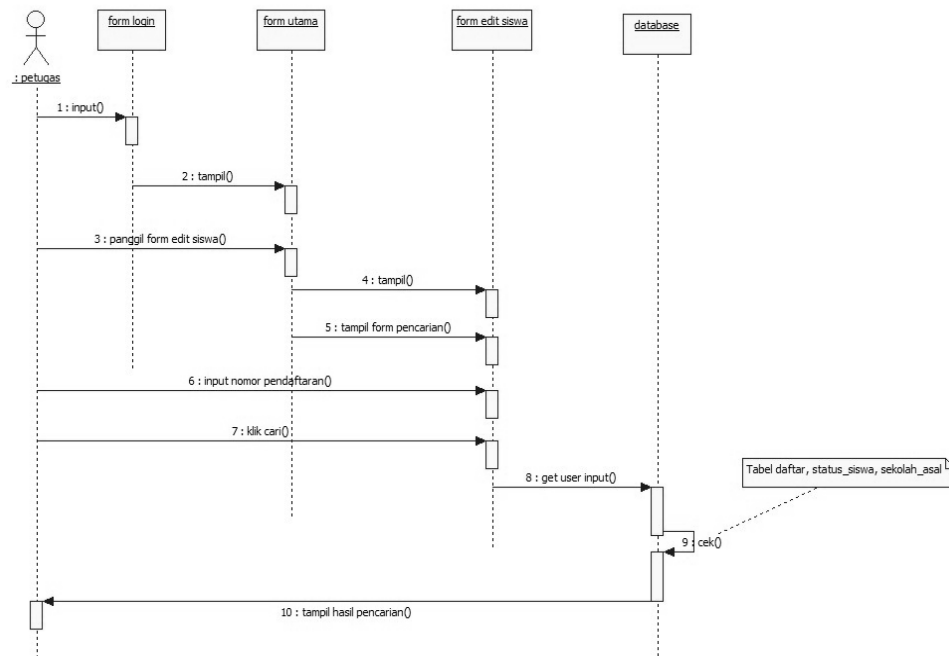 form login
form utama
form edit siswa
database
: petugas
1 : input()
2 : tampil()
3 : panggil form edit siswa()
4 : tampil()
5 : tampil form pencarian()
6 : input nomor pendaftaran()
7 : klik cari()
8 : get user input()
Tabel daftar, status_siswa, sekolah_asal
9 : cek()
10 : tampil hasil pencarian()